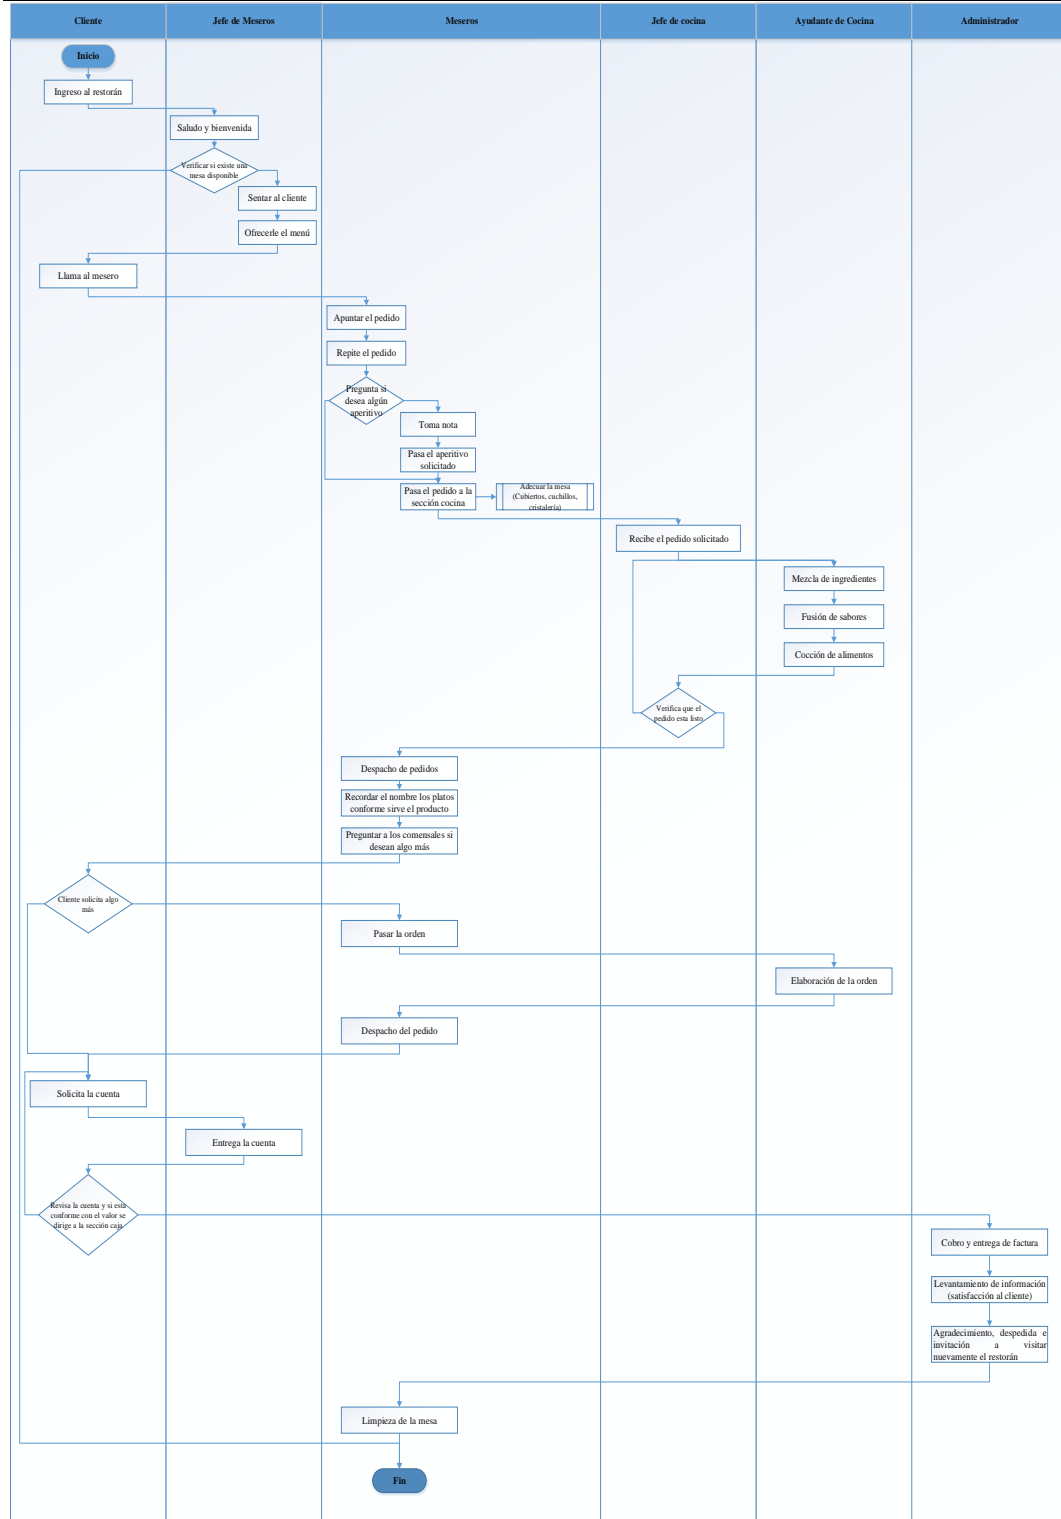 Cliente
Jefe de Meseros
Meseros
Jefe de cocina
Ayudante de Cocina
Administrador
Inicio
Ingreso al restorán
Saludo y bienvenida
Verificar si existe una
mesa disponible
Sentar al cliente
Ofrecerle el menú
Llama al mesero
Apuntar el pedido
Repite el pedido
Pregunta si
desea algún
aperitivo
Toma nota
Pasa el aperitivo
solicitado
Pasa el pedido a la
sección cocina
Adecuar la mesa
(Cubiertos, cuchillos,
cristalería)
Recibe el pedido solicitado
Mezcla de ingredientes
Fusión de sabores
Cocción de alimentos
Verifica que el
pedido esta listo
Despacho de pedidos
Recordar el nombre los platos
conforme sirve el producto
Preguntar a los comensales si
desean algo más
Cliente solicita algo
más
Pasar la orden
Elaboración de la orden
Despacho del pedido
Solicita la cuenta
Entrega la cuenta
Revisa la cuenta y si está
conforme con el valor se
dirige a la sección caja
Cobro y entrega de factura
Levantamiento de información
(satisfacción al cliente)
Agradecimiento, despedida e
invitación a visitar
nuevamente el restorán
Limpieza de la mesa
Fin